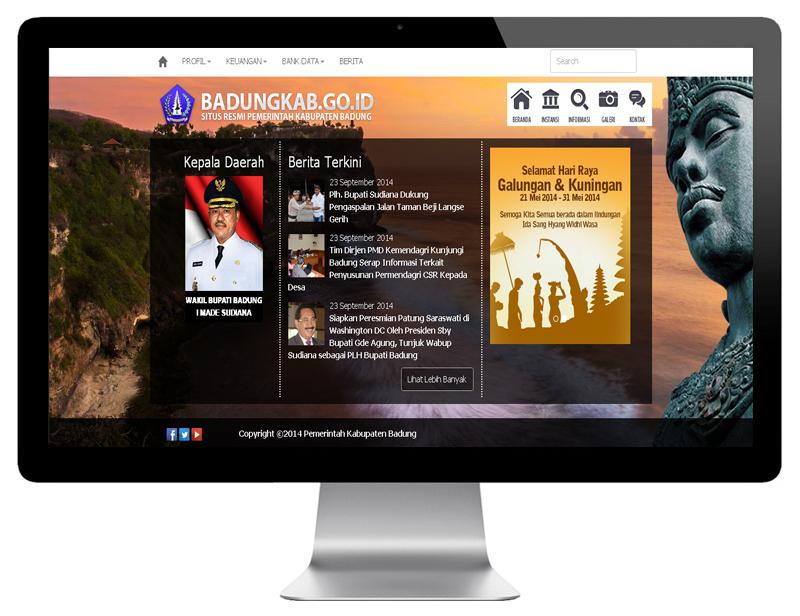 PROFIL KEUANGAN BANK DATA BERITA Search
BADUNGKAB.GO.ID
SITUS RESMI PEMERINTAH KABUPATEN BADUNG
BERANDA INSTANSI INFORMASI GALERI KONTAK
Kepala Daerah
WAKIL BUPATI BADUNG
I MADE SUDIANA
Berita Terkini
23 September 2014
Plh. Bupati Sudiana Dukung
Pengaspalan Jalan Taman Beji Langse
Gerih
23 September 2014
Tim Dirjen PMD Kemendagri Kunjungi
Badung Serap Informasi Terkait
Penyusunan Permendagri CSR Kepada
Desa
23 September 2014
Siapkan Peresmian Patung Saraswati di
Washington DC Oleh Presiden Sby
Bupati Gde Agung, Tunjuk Wabup
Sudiana sebagai PLH Bupati Badung
Lihat Lebih Banyak
Selamat Hari Raya
Galungan & Kuningan
21 Mei 2014 - 31 Mei 2014
Semoga Kita Semua berada dalam lindungan
Ida Sang Hyang Widhi Wasa
Copyright ©2014 Pemerintah Kabupaten Badung